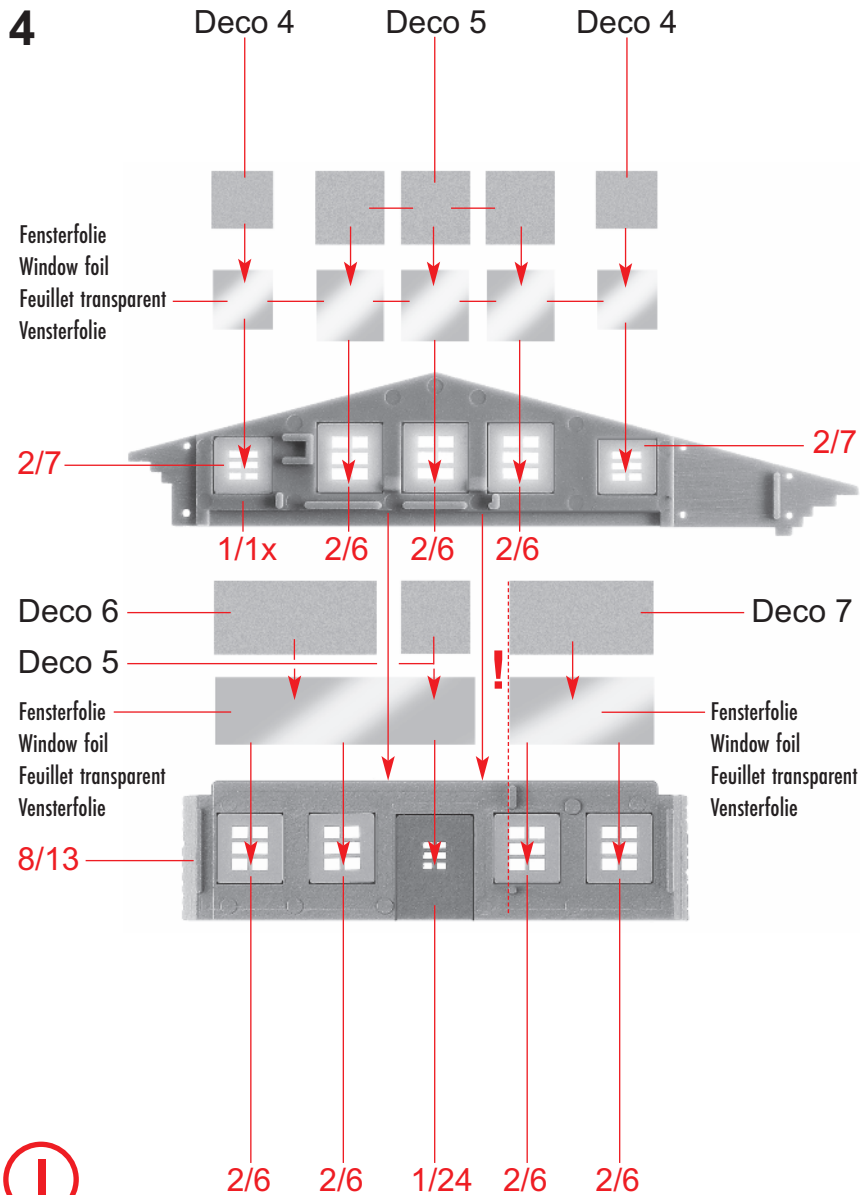 4
Deco 4 Deco 5 Deco 4
Fensterfolie
Window foil
Feuillet transparent
Vensterfolie
2/7 2/7
1/1x 2/6 2/6 2/6
Deco 6 Deco 7
Deco 5
!
Fensterfolie
Window foil
Feuillet transparent
Vensterfolie
Fensterfolie
Window foil
Feuillet transparent
Vensterfolie
8/13
2/6 2/6 1/24 2/6 2/6